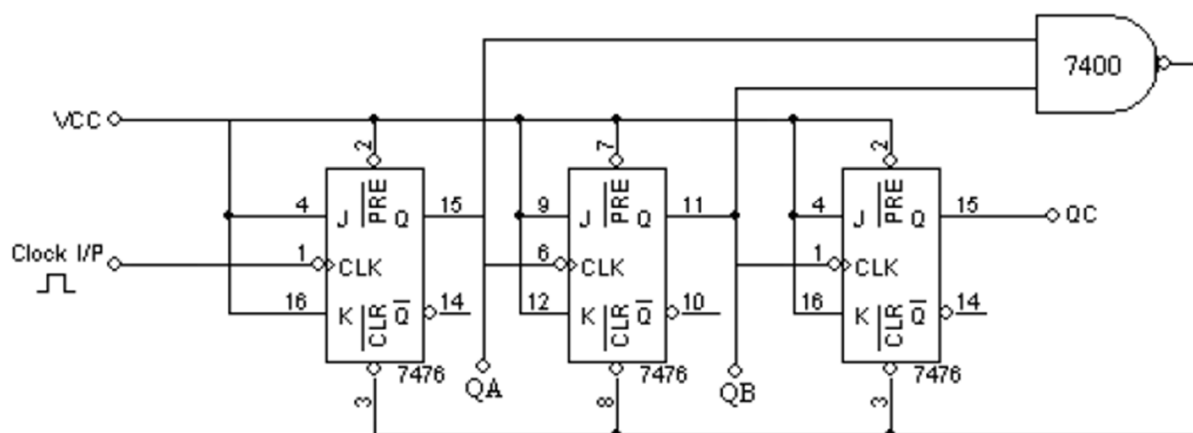 7400
VCC
2 7 2
4 J PRE Q 15 9 J PRE Q 11 4 J PRE Q 15 QC
Clock I/P 1 CLK 6 CLK 1 CLK
16 K CLR Q 14 12 K CLR Q 10 16 K CLR Q 14
7476 7476 7476
3 QA 8 QB 3